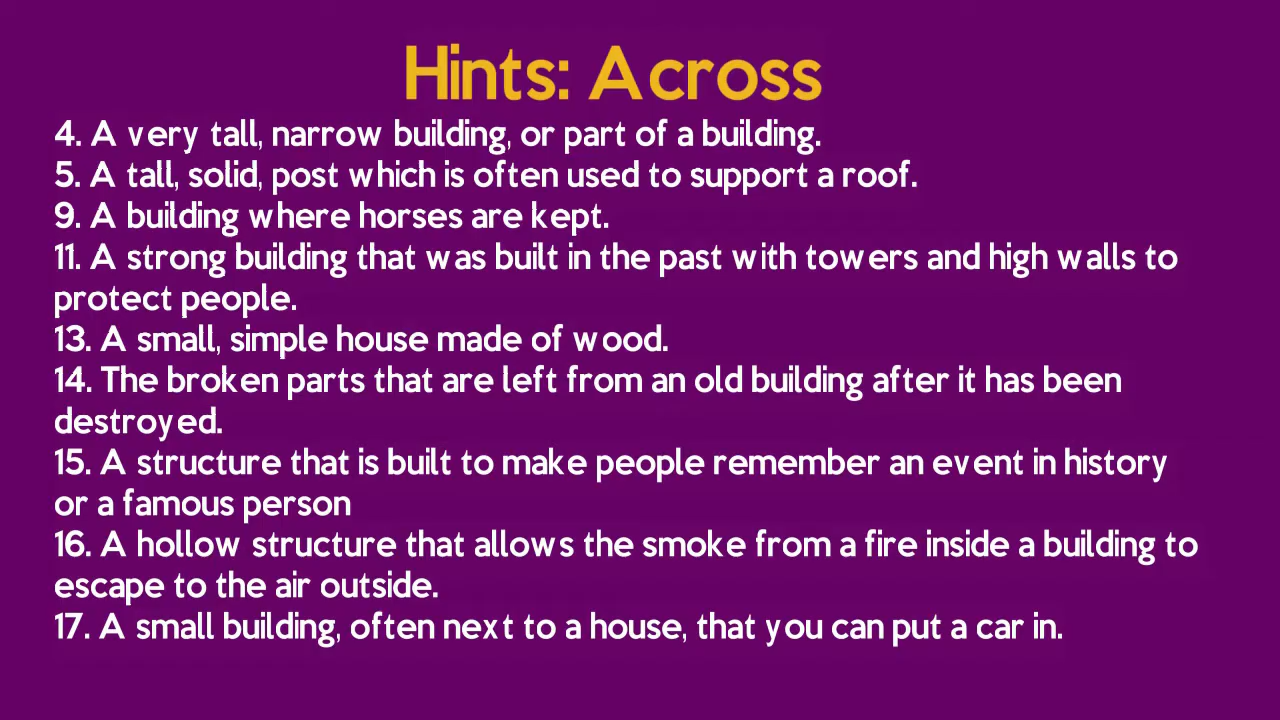 Hints: Across
4. A very tall, narrow building, or part of a building.
5. A tall, solid, post which is often used to support a roof.
9. A building where horses are kept.
11. A strong building that was built in the past with towers and high walls to
protect people.
13. A small, simple house made of wood.
14. The broken parts that are left from an old building after it has been
destroyed.
15. A structure that is built to make people remember an event in history
or a famous person
16. A hollow structure that allows the smoke from a fire inside a building to
escape to the air outside.
17. A small building, often next to a house, that you can put a car in.